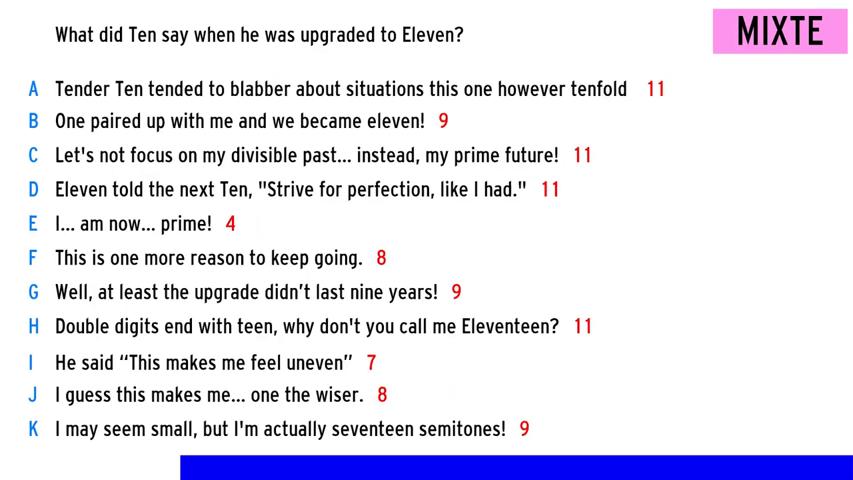 What did Ten say when he was upgraded to Eleven?
MIXTE
A Tender Ten tended to blabber about situations this one however tenfold 11
B One paired up with me and we became eleven! 9
C Let's not focus on my divisible past... instead, my prime future! 11
D Eleven told the next Ten, "Strive for perfection, like I had." 11
E I... am now... prime! 4
F This is one more reason to keep going. 8
G Well, at least the upgrade didn’t last nine years! 9
H Double digits end with teen, why don't you call me Eleventeen? 11
I He said “This makes me feel uneven” 7
J I guess this makes me... one the wiser. 8
K I may seem small, but I'm actually seventeen semitones! 9